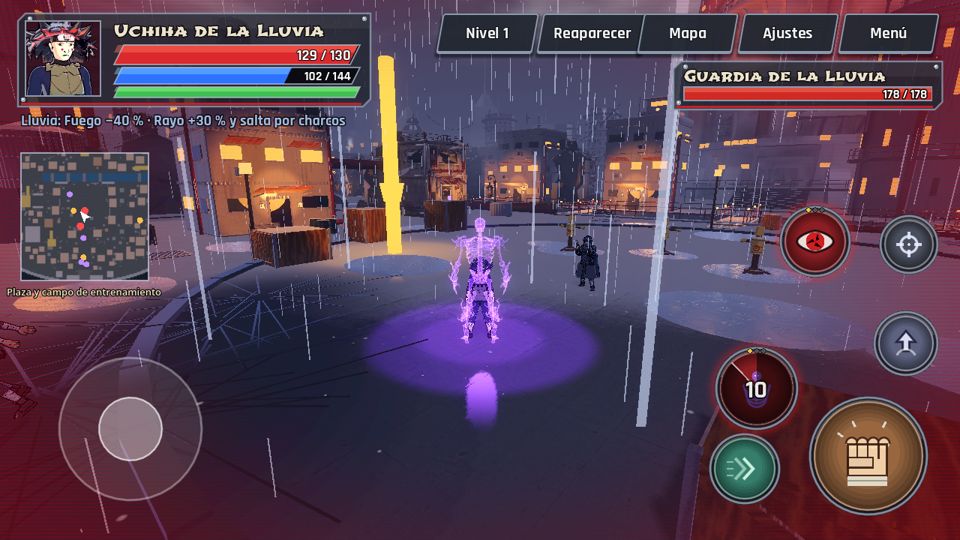 Uchiha de la Lluvia
129 / 130
102 / 144
Lluvia: Fuego −40 % · Rayo +30 % y salta por charcos
Nivel 1
Reaparecer
Mapa
Ajustes
Menú
Guardia de la Lluvia
178 / 178
Plaza y campo de entrenamiento
10